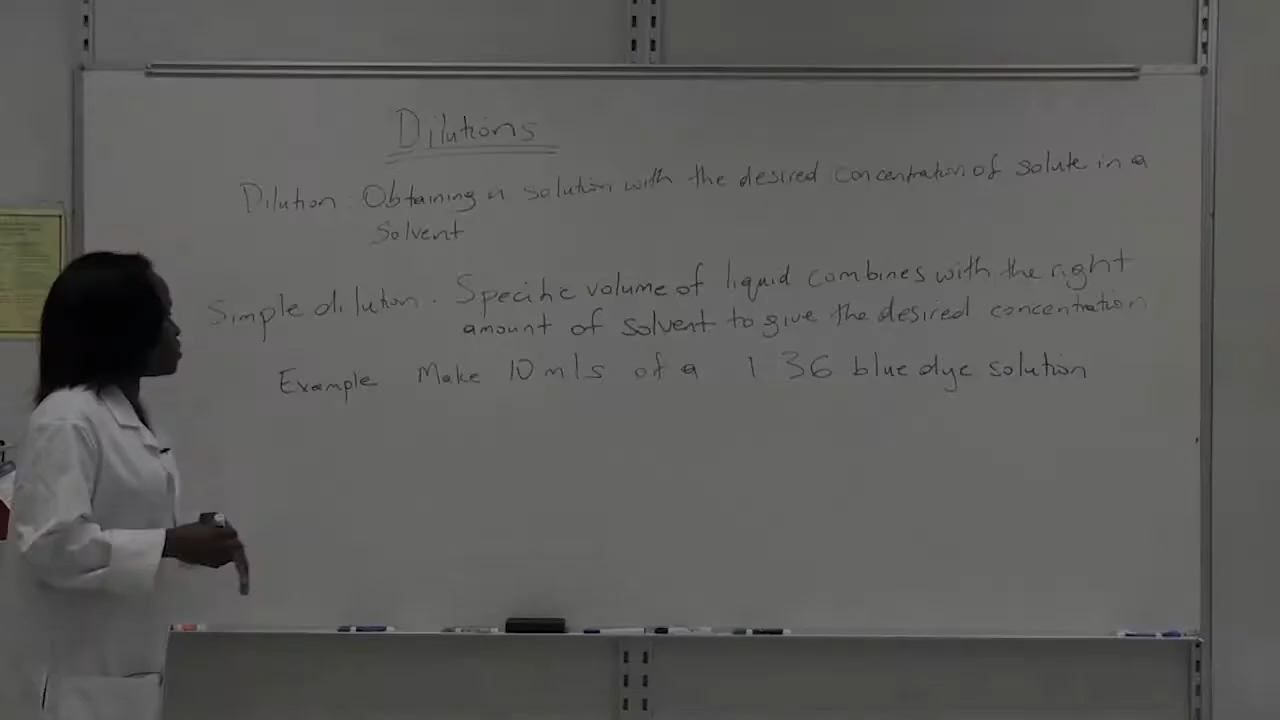 Dilutions
Dilution: Obtaining a solution with the desired concentration of solute in a
Solvent
Simple dilution. Specific volume of liquid combines with the right
amount of solvent to give the desired concentration
Example Make 10 mls of a 1 36 blue dye solution